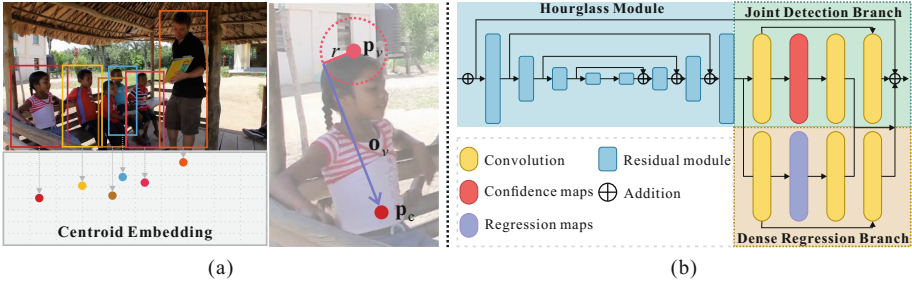 Centroid Embedding
r
p_v
o_v
p_c
(a)
Hourglass Module
Joint Detection Branch
Convolution
Residual module
Confidence maps
Addition
Regression maps
Dense Regression Branch
(b)